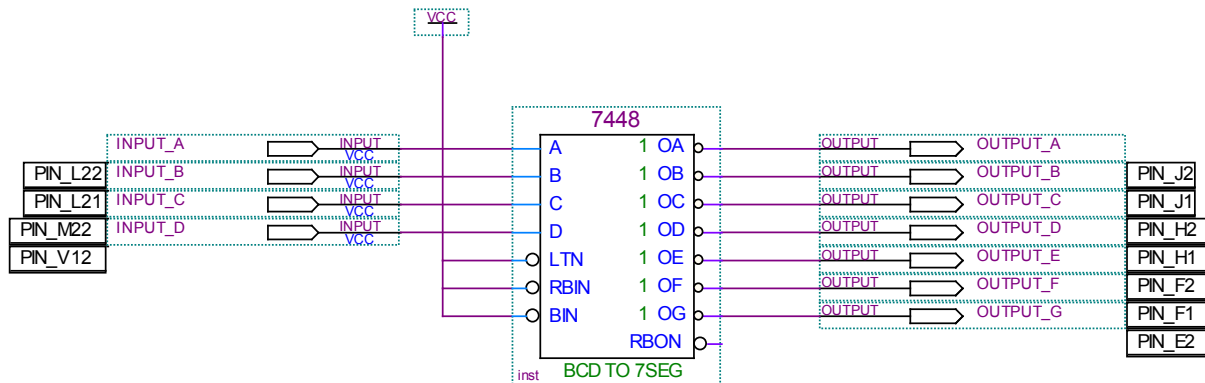 VCC
7448
INPUT_A INPUT VCC A 1 OA OUTPUT OUTPUT_A
PIN_L22 INPUT_B INPUT VCC B 1 OB OUTPUT OUTPUT_B PIN_J2
PIN_L21 INPUT_C INPUT VCC C 1 OC OUTPUT OUTPUT_C PIN_J1
PIN_M22 INPUT_D INPUT VCC D 1 OD OUTPUT OUTPUT_D PIN_H2
PIN_V12 LTN 1 OE OUTPUT OUTPUT_E PIN_H1
RBIN 1 OF OUTPUT OUTPUT_F PIN_F2
BIN 1 OG OUTPUT OUTPUT_G PIN_F1
RBON PIN_E2
inst BCD TO 7SEG